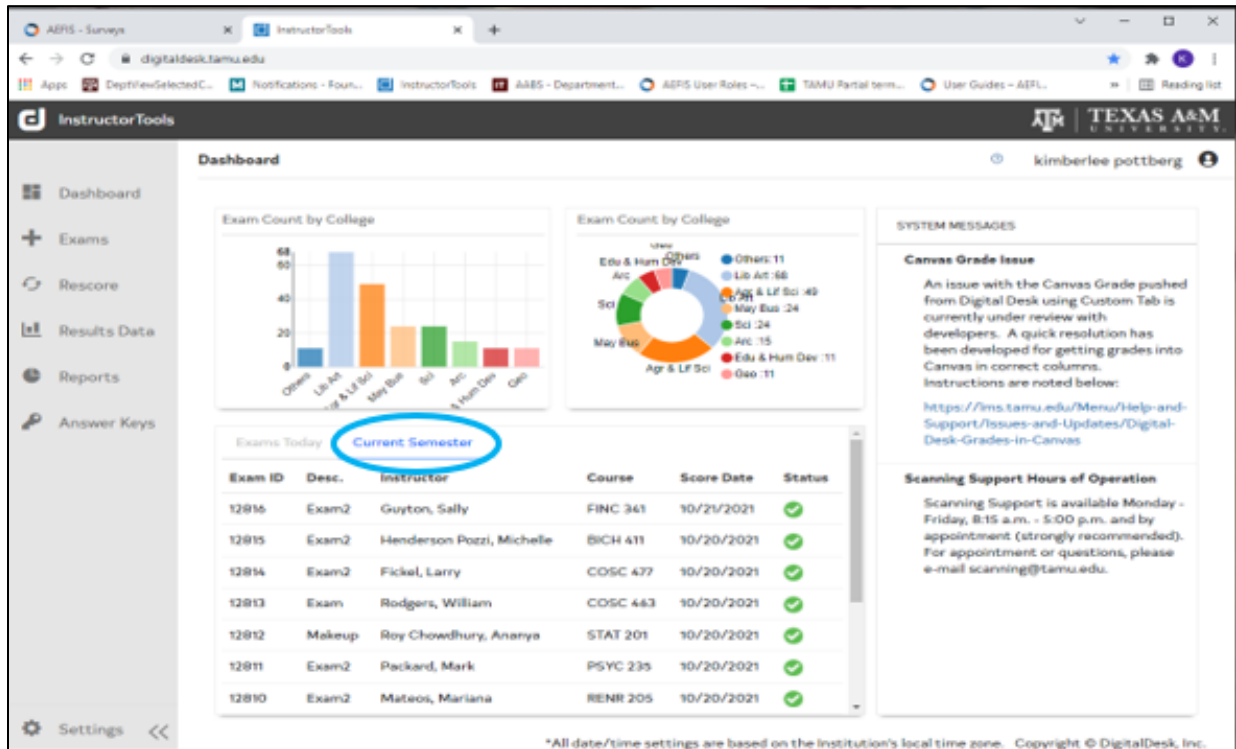 AEFIS - Surveys
InstructorTools
digitaldesk.tamu.edu
K
Apps
DeptViewSelectedC...
Notifications - Foun...
InstructorTools
AABS - Department...
AEFIS User Roles -...
TAMU Partial term...
User Guides - AEFI...
Reading list
InstructorTools
TEXAS A&M
UNIVERSITY.
Dashboard
kimberlee pottberg
Dashboard
Exams
Rescore
Results Data
Reports
Answer Keys
Settings
Exam Count by College
68
60
40
20
0
Others
Lib Art
Agr & Lif Sci
May Bus
Sci
Arc
& Hum Dev
Geo
Exam Count by College
Others
Edu & Hum Dev
Arc
Sci
May Bus
Agr & Lif Sci
Lib Art
Others:11
Lib Art :68
Agr & Lif Sci :49
May Bus :24
Sci :24
Arc :15
Edu & Hum Dev :11
Geo :11
SYSTEM MESSAGES
Canvas Grade Issue
An issue with the Canvas Grade pushed
from Digital Desk using Custom Tab is
currently under review with
developers. A quick resolution has
been developed for getting grades into
Canvas in correct columns.
Instructions are noted below:
https://lms.tamu.edu/Menu/Help-and-
Support/Issues-and-Updates/Digital-
Desk-Grades-in-Canvas
Scanning Support Hours of Operation
Scanning Support is available Monday -
Friday, 8:15 a.m. - 5:00 p.m. and by
appointment (strongly recommended).
For appointment or questions, please
e-mail scanning@tamu.edu.
Exams Today Current Semester
Exam ID Desc. Instructor Course Score Date Status
12816 Exam2 Guyton, Sally FINC 341 10/21/2021
12815 Exam2 Henderson Pozzi, Michelle BICH 411 10/20/2021
12814 Exam2 Fickel, Larry COSC 477 10/20/2021
12813 Exam Rodgers, William COSC 463 10/20/2021
12812 Makeup Roy Chowdhury, Ananya STAT 201 10/20/2021
12811 Exam2 Packard, Mark PSYC 235 10/20/2021
12810 Exam2 Mateos, Mariana RENR 205 10/20/2021
*All date/time settings are based on the Institution's local time zone. Copyright © DigitalDesk, Inc.